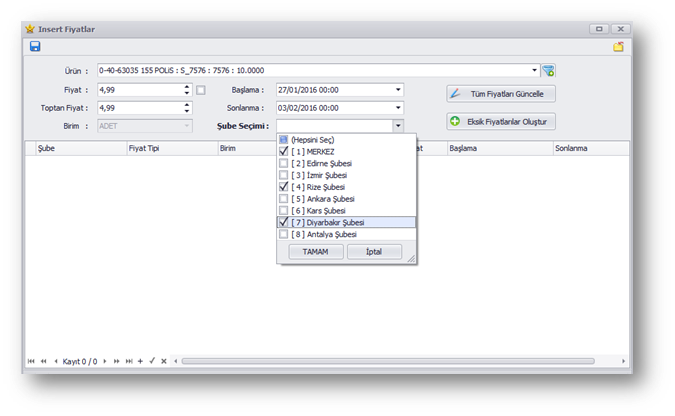 Insert Fiyatlar
Ürün : 0-40-63035 155 POLiS : S_7576 : 7576 : 10.0000
Fiyat : 4,99 Başlama : 27/01/2016 00:00 Tüm Fiyatları Güncelle
Toptan Fiyat : 4,99 Sonlanma : 03/02/2016 00:00
Birim : ADET Şube Seçimi : Eksik Fiyatlarılar Oluştur
Şube Fiyat Tipi Birim at Başlama Sonlanma
(Hepsini Seç)
[ 1 ] MERKEZ
[ 2 ] Edirne Şubesi
[ 3 ] İzmir Şubesi
[ 4 ] Rize Şubesi
[ 5 ] Ankara Şubesi
[ 6 ] Kars Şubesi
[ 7 ] Diyarbakır Şubesi
[ 8 ] Antalya Şubesi
TAMAM İptal
Kayıt 0 / 0